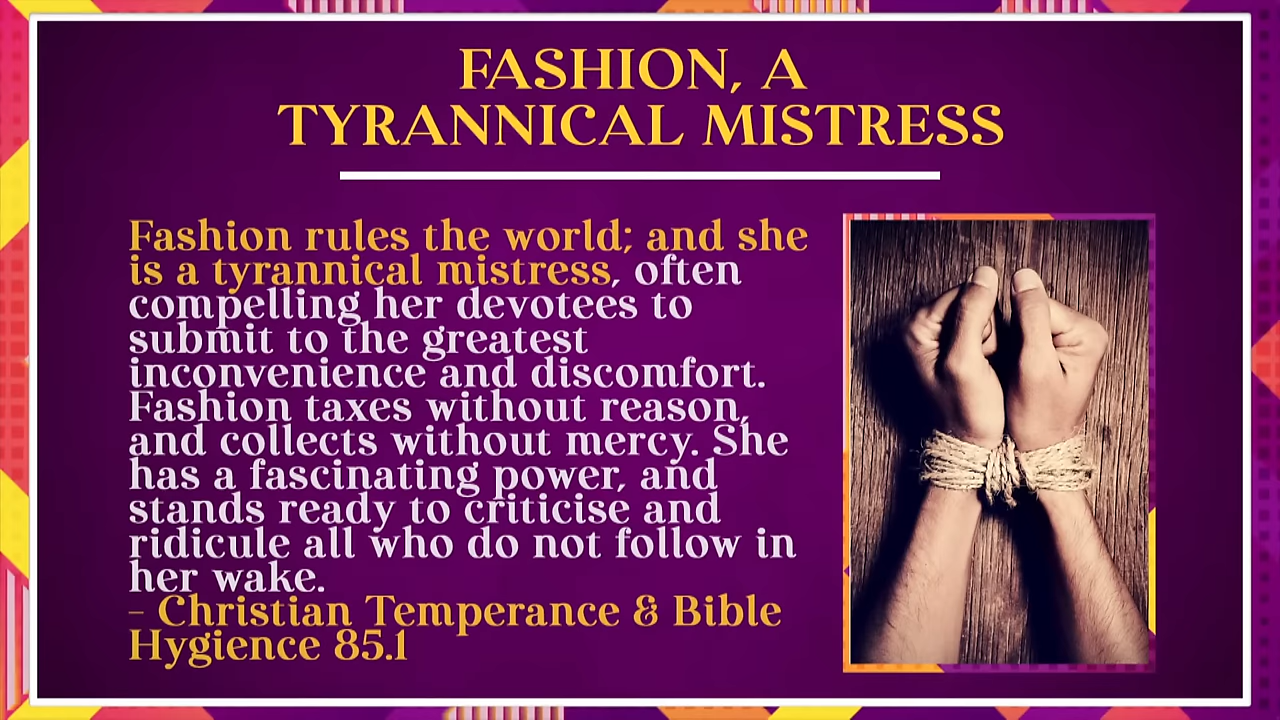 FASHION, A
TYRANNICAL MISTRESS
Fashion rules the world; and she
is a tyrannical mistress, often
compelling her devotees to
submit to the greatest
inconvenience and discomfort.
Fashion taxes without reason,
and collects without mercy. She
has a fascinating power, and
stands ready to criticise and
ridicule all who do not follow in
her wake.
– Christian Temperance & Bible
Hygience 85.1